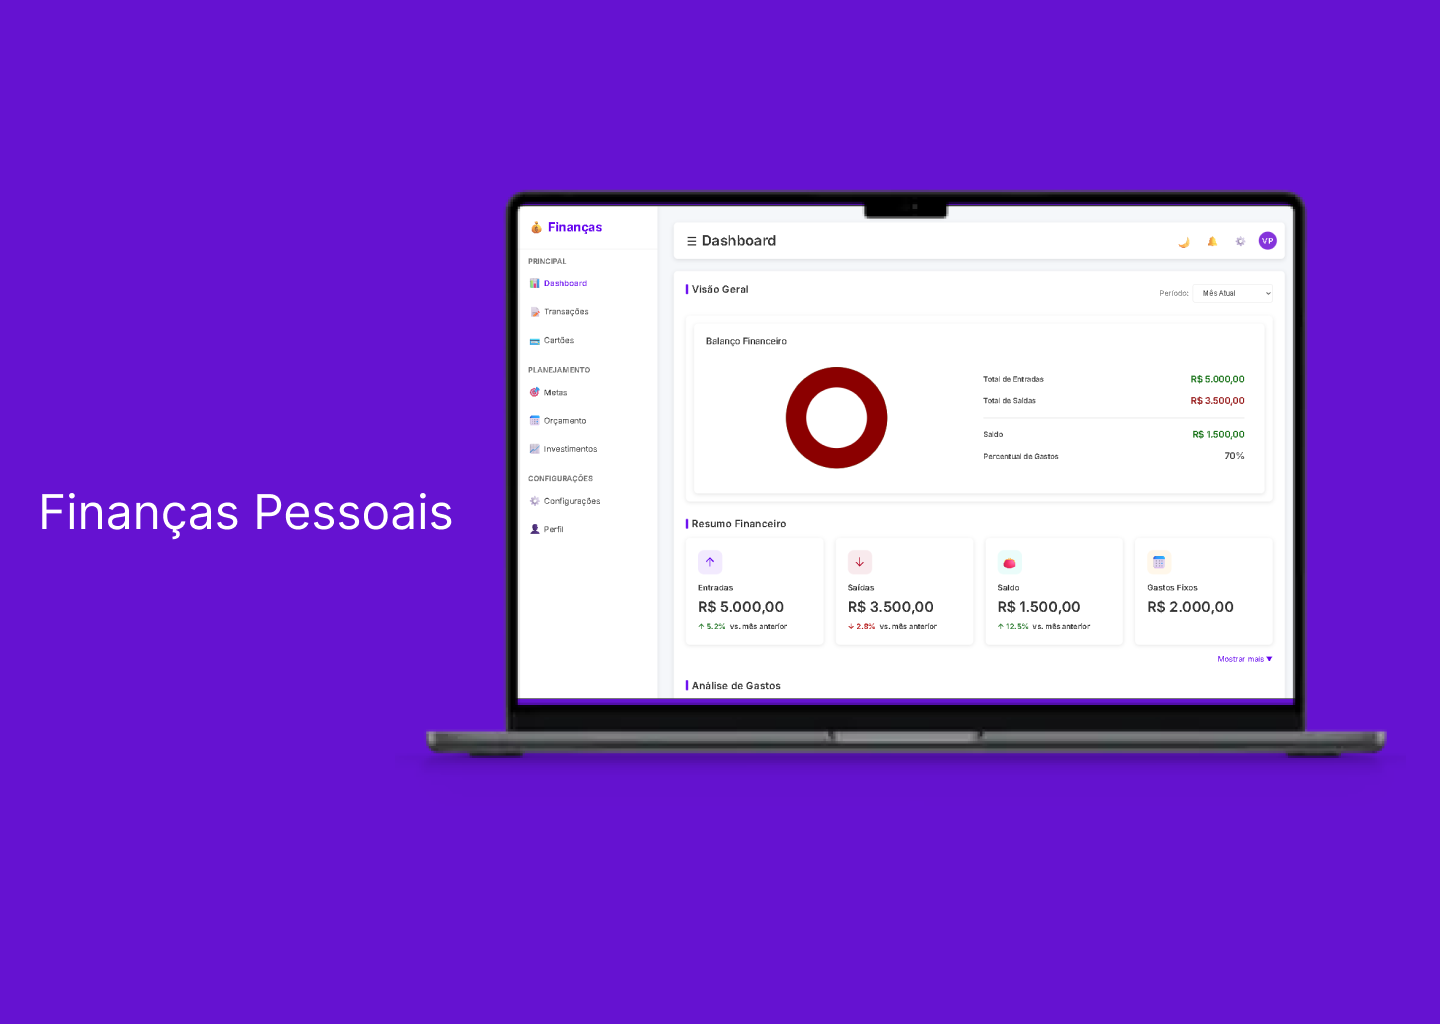 Finanças Pessoais
Finanças
PRINCIPAL
Dashboard
Transações
Cartões
PLANEJAMENTO
Metas
Orçamento
Investimentos
CONFIGURAÇÕES
Configurações
Perfil
Dashboard
VP
Visão Geral
Período: Mês Atual
Balanço Financeiro
Total de Entradas R$ 5.000,00
Total de Saídas R$ 3.500,00
Saldo R$ 1.500,00
Percentual de Gastos 70%
Resumo Financeiro
Entradas
R$ 5.000,00
↑ 5.2% vs. mês anterior
Saídas
R$ 3.500,00
↓ 2.8% vs. mês anterior
Saldo
R$ 1.500,00
↑ 12.5% vs. mês anterior
Gastos Fixos
R$ 2.000,00
Mostrar mais ▼
Análise de Gastos